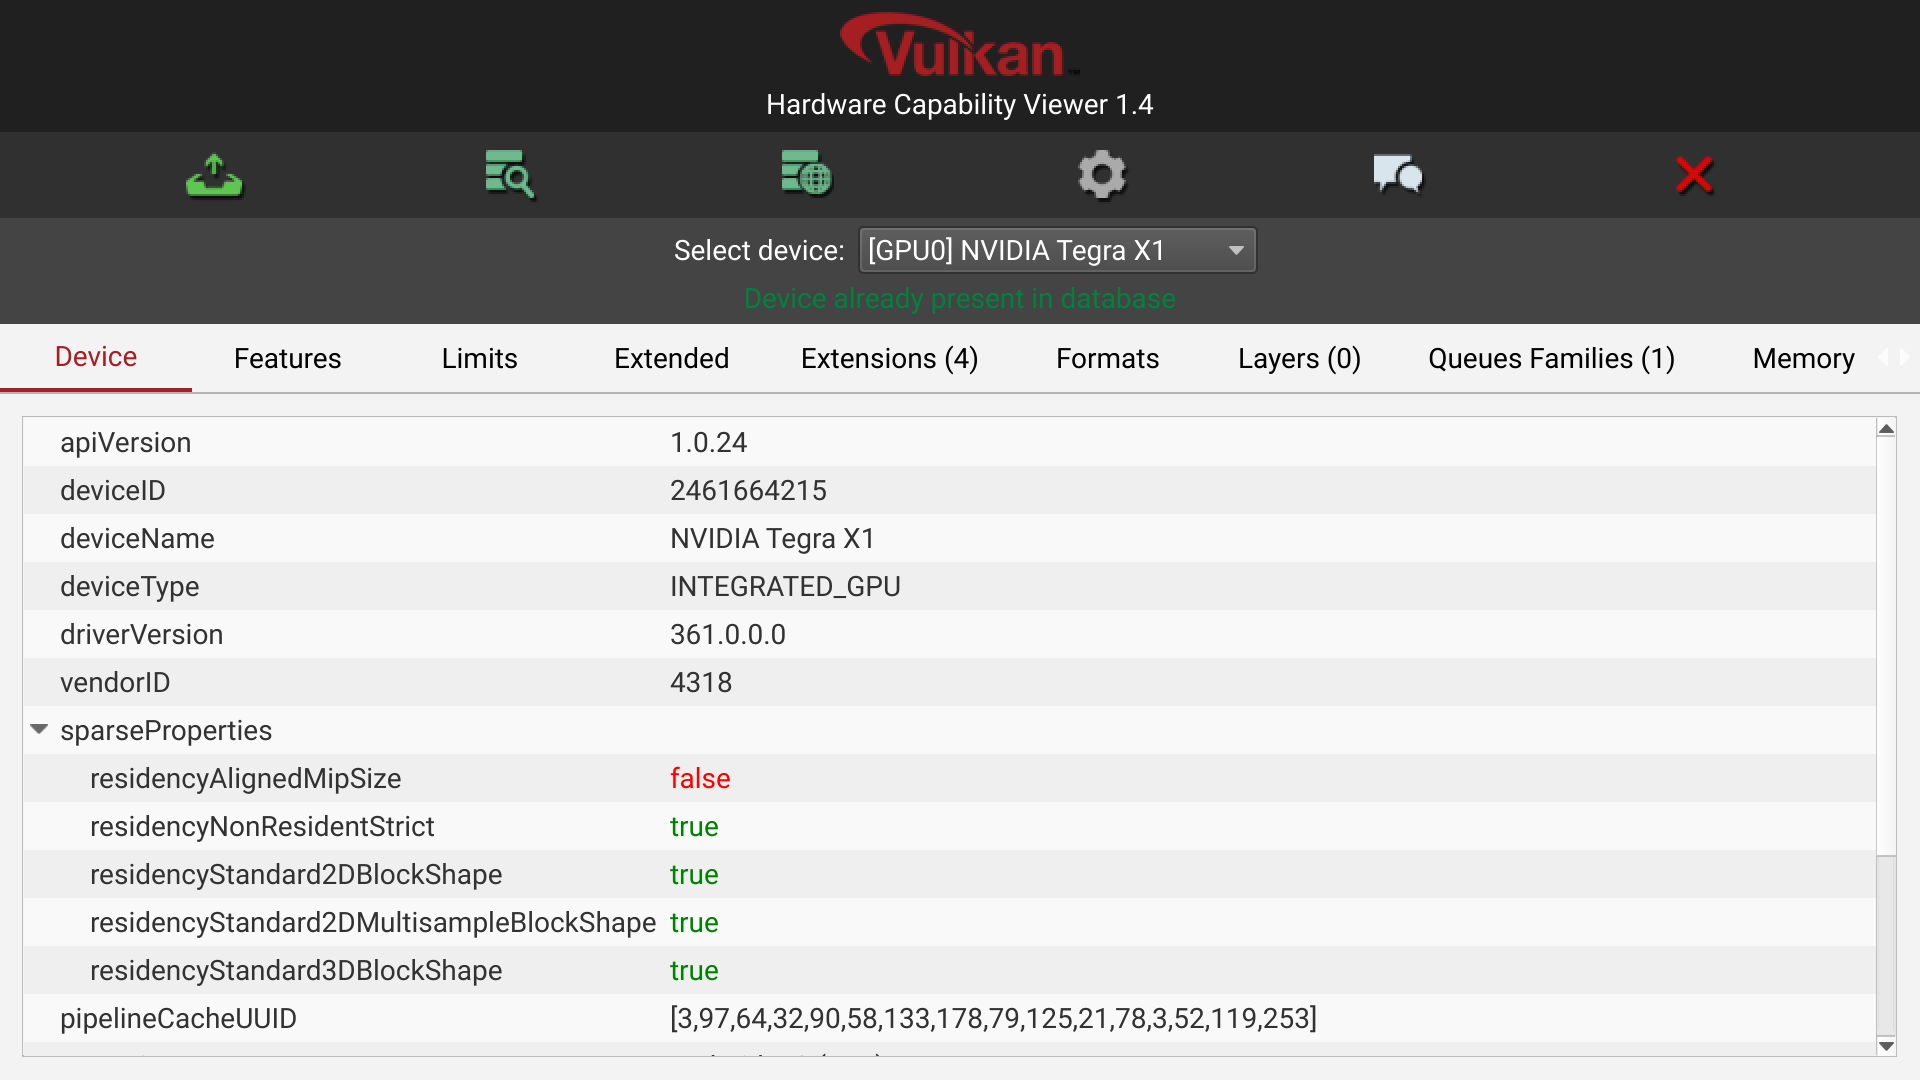 Vulkan
Hardware Capability Viewer 1.4
Select device: [GPU0] NVIDIA Tegra X1
Device already present in database
Device Features Limits Extended Extensions (4) Formats Layers (0) Queues Families (1) Memory
apiVersion 1.0.24
deviceID 2461664215
deviceName NVIDIA Tegra X1
deviceType INTEGRATED_GPU
driverVersion 361.0.0.0
vendorID 4318
sparseProperties
residencyAlignedMipSize false
residencyNonResidentStrict true
residencyStandard2DBlockShape true
residencyStandard2DMultisampleBlockShape true
residencyStandard3DBlockShape true
pipelineCacheUUID [3,97,64,32,90,58,133,178,79,125,21,78,3,52,119,253]